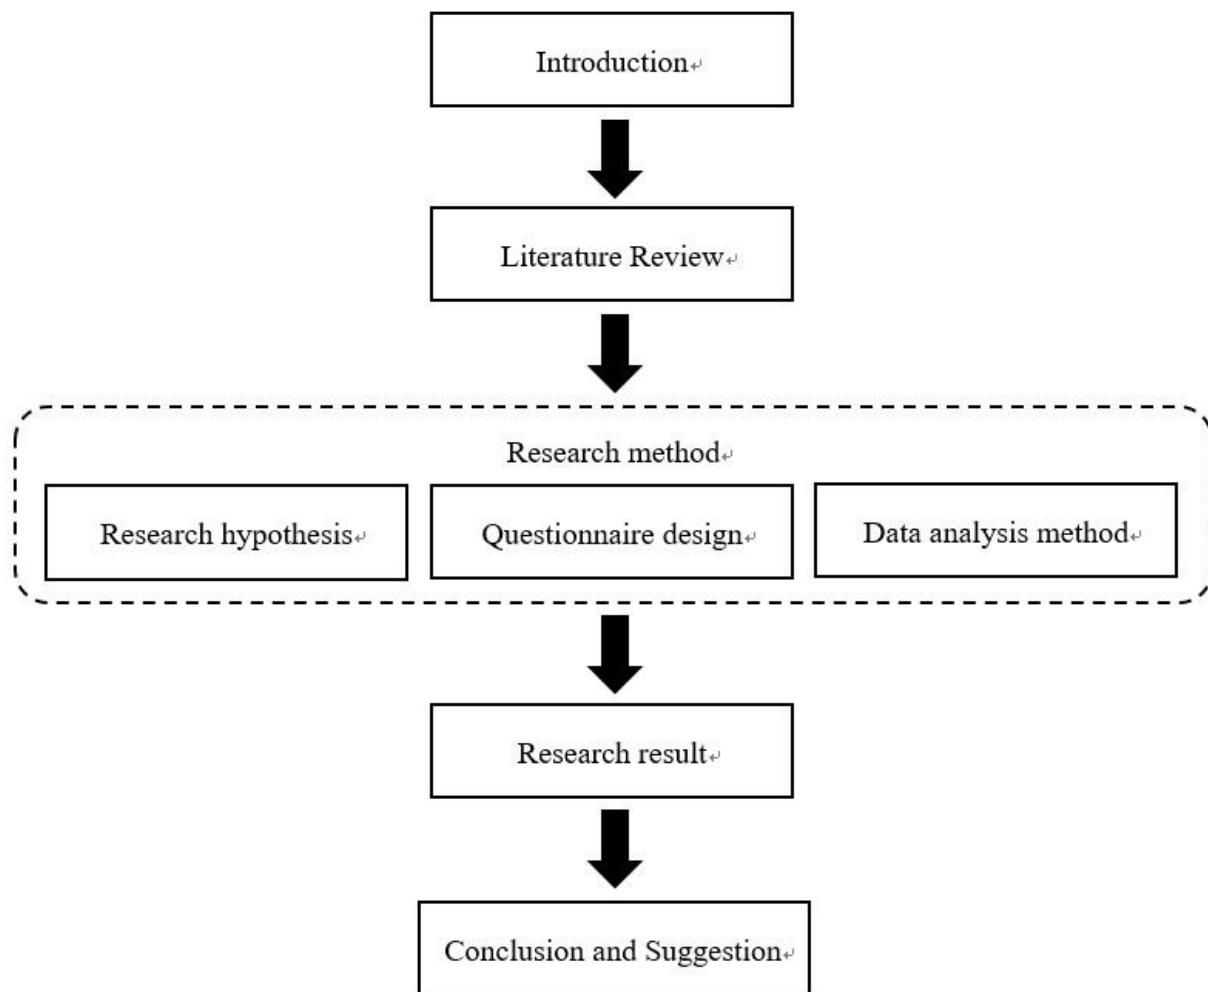 Introduction
Literature Review
Research method
Research hypothesis
Questionnaire design
Data analysis method
Research result
Conclusion and Suggestion